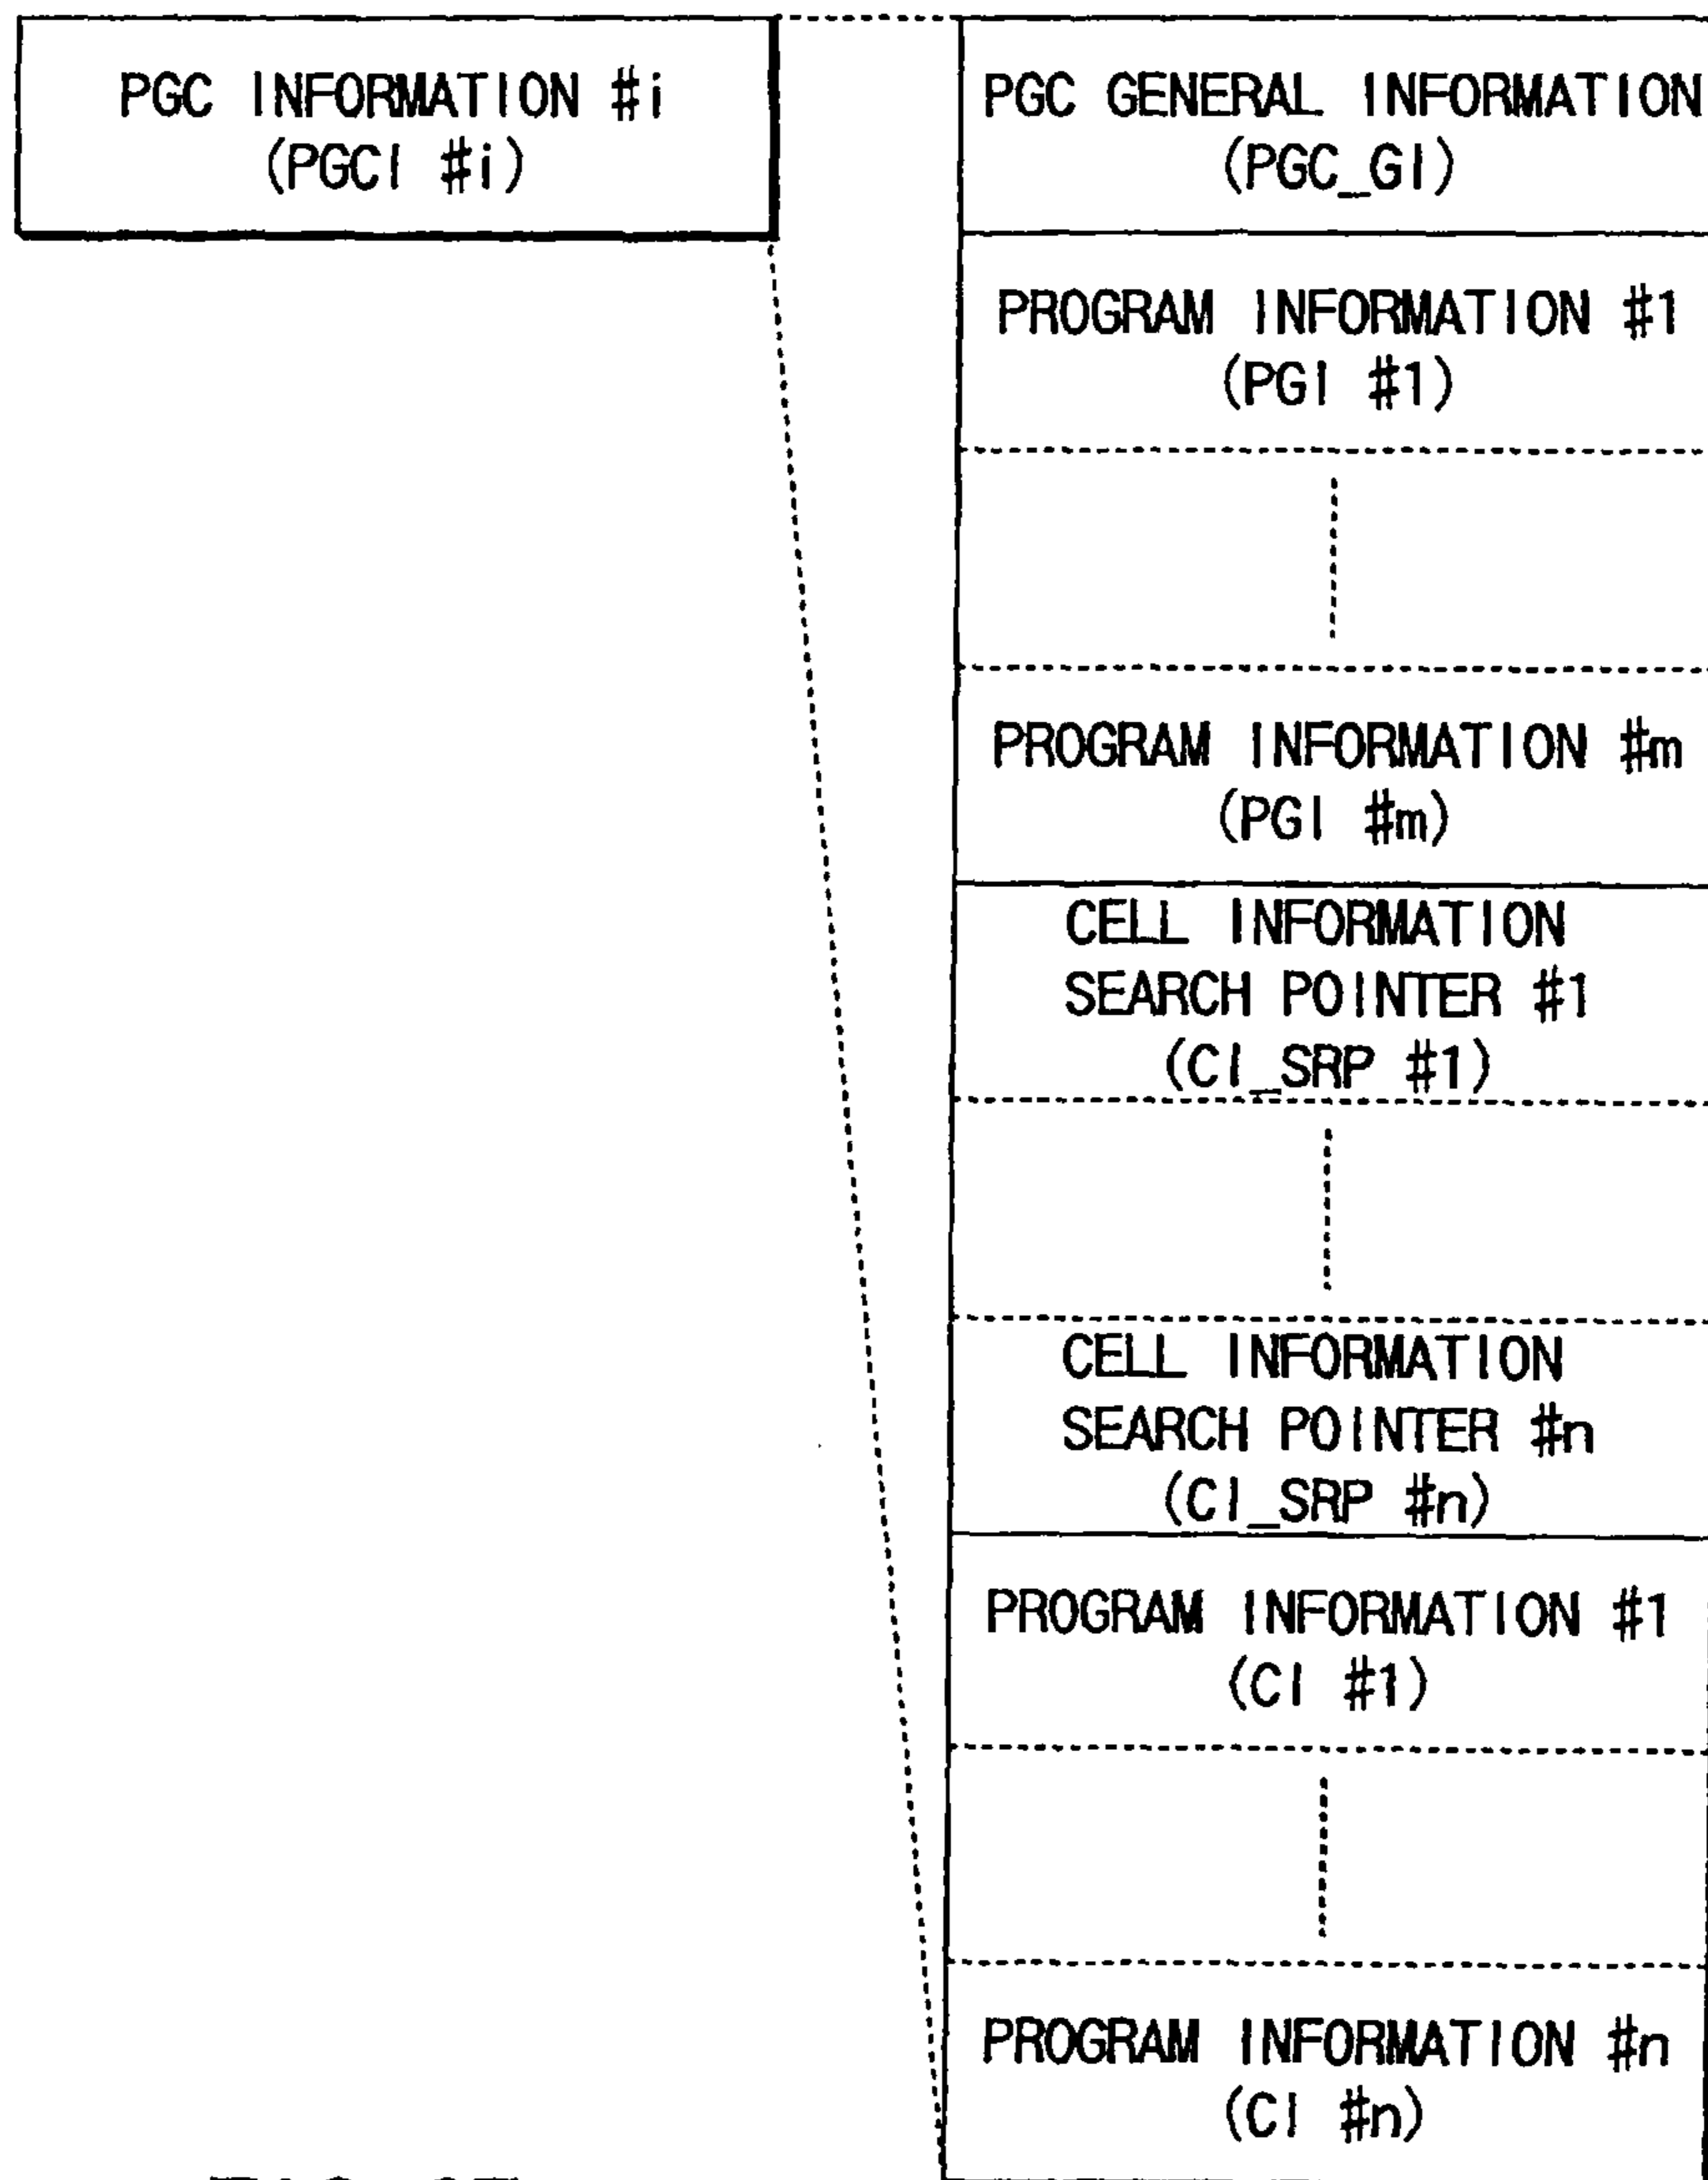 PGC INFORMATION #i
(PGCI #i)
PGC GENERAL INFORMATION
(PGC_GI)
PROGRAM INFORMATION #1
(PGI #1)
PROGRAM INFORMATION #m
(PGI #m)
CELL INFORMATION
SEARCH POINTER #1
(CI_SRP #1)
CELL INFORMATION
SEARCH POINTER #n
(CI_SRP #n)
PROGRAM INFORMATION #1
(CI #1)
PROGRAM INFORMATION #n
(CI #n)